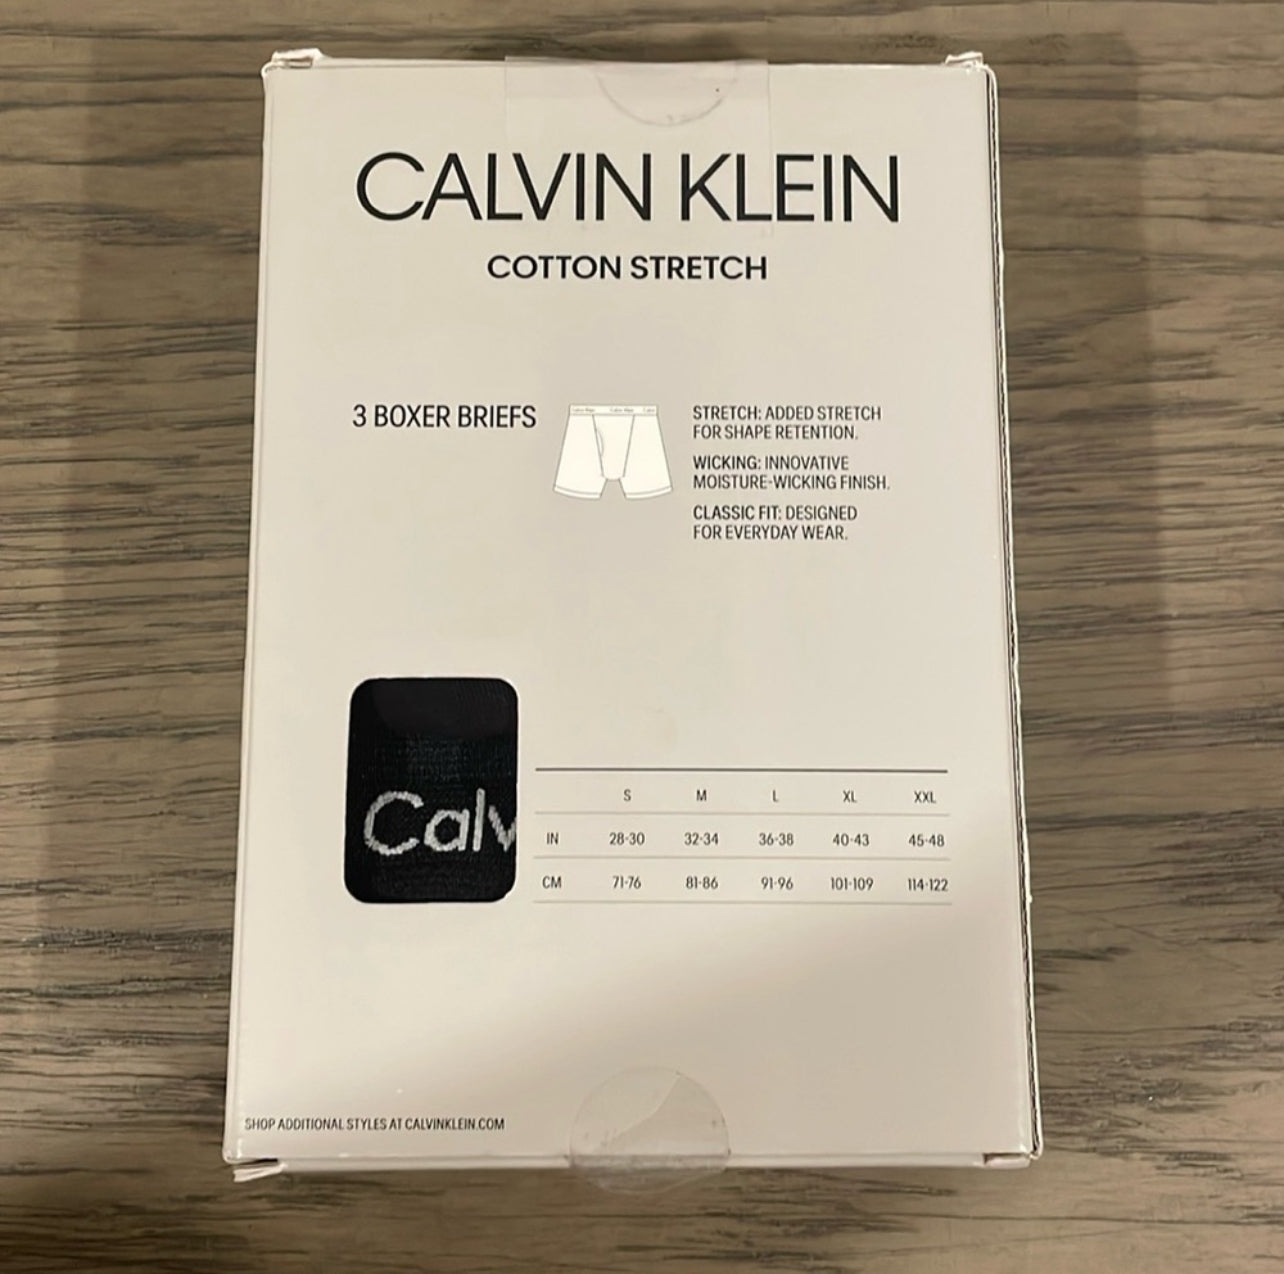 CALVIN KLEIN
COTTON STRETCH
3 BOXER BRIEFS
STRETCH: ADDED STRETCH
FOR SHAPE RETENTION.
WICKING: INNOVATIVE
MOISTURE-WICKING FINISH.
CLASSIC FIT: DESIGNED
FOR EVERYDAY WEAR.
Calv
S M L XL XXL
IN 28-30 32-34 36-38 40-43 45-48
CM 71-76 81-86 91-96 101-109 114-122
SHOP ADDITIONAL STYLES AT CALVINKLEIN.COM